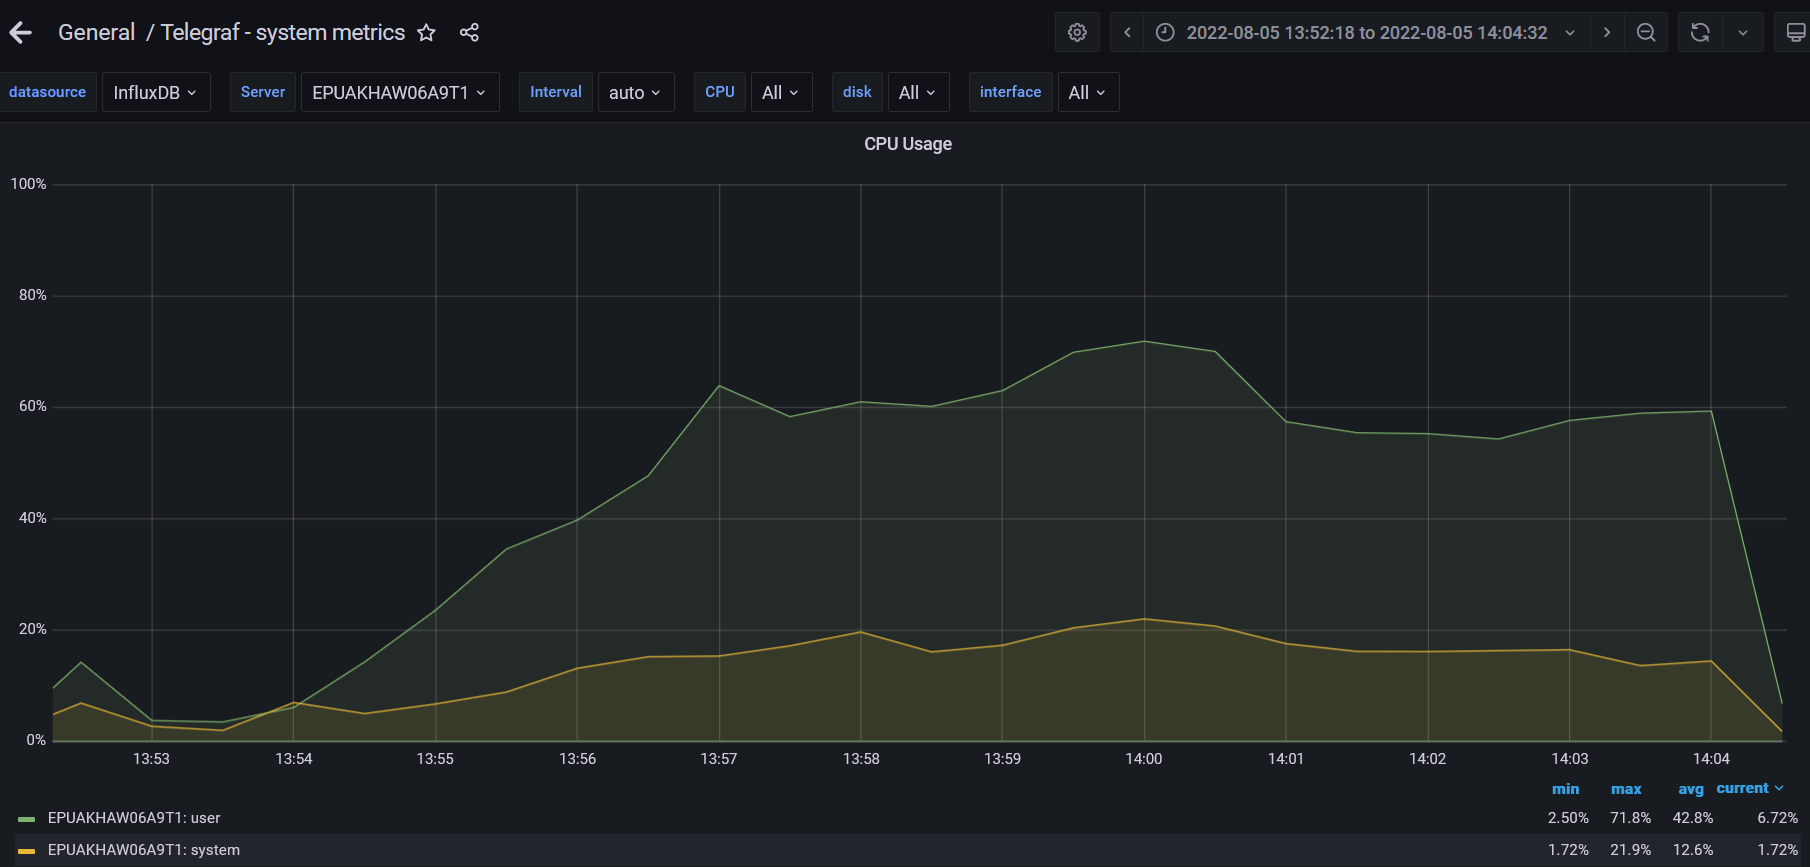 General / Telegraf - system metrics
2022-08-05 13:52:18 to 2022-08-05 14:04:32
datasource InfluxDB Server EPUAKHAW06A9T1 Interval auto CPU All disk All interface All
CPU Usage
100%
80%
60%
40%
20%
0%
13:53 13:54 13:55 13:56 13:57 13:58 13:59 14:00 14:01 14:02 14:03 14:04
min max avg current
EPUAKHAW06A9T1: user 2.50% 71.8% 42.8% 6.72%
EPUAKHAW06A9T1: system 1.72% 21.9% 12.6% 1.72%